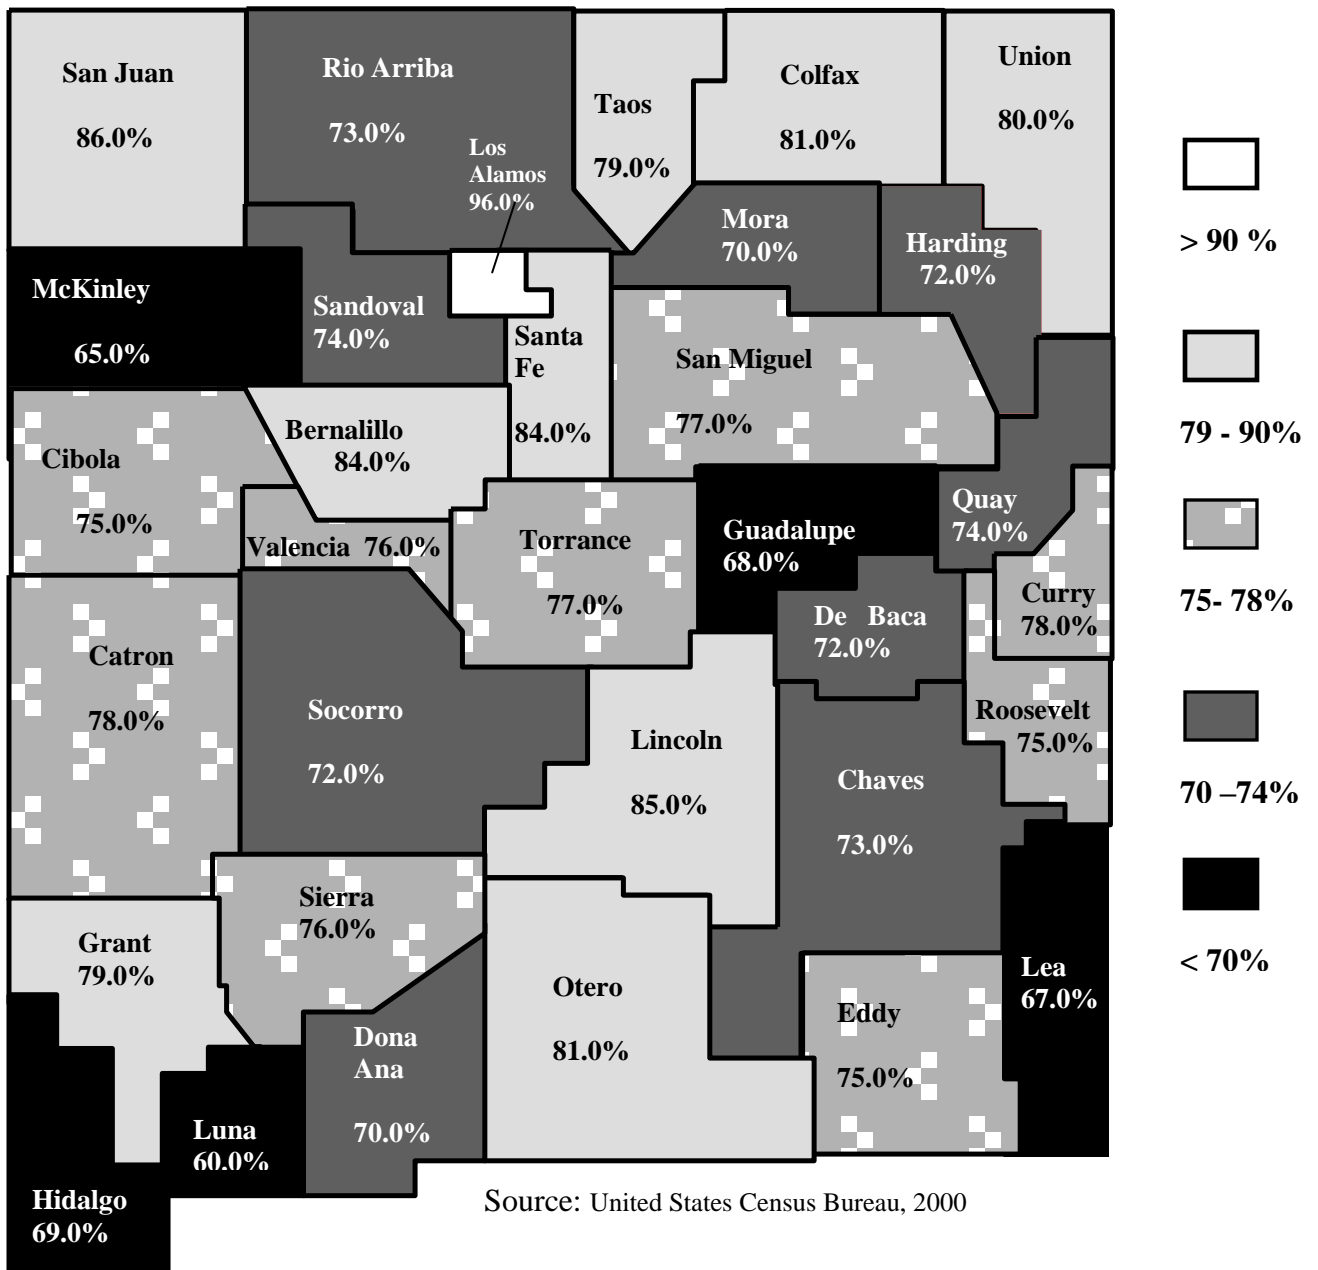 San Juan
86.0%
Rio Arriba
73.0%
Los
Alamos
96.0%
Taos
79.0%
Colfax
81.0%
Union
80.0%
Mora
70.0%
Harding
72.0%
McKinley
65.0%
Sandoval
74.0%
Santa
Fe
84.0%
San Miguel
77.0%
Cibola
75.0%
Bernalillo
84.0%
Valencia 76.0%
Torrance
77.0%
Guadalupe
68.0%
Quay
74.0%
Curry
78.0%
De Baca
72.0%
Roosevelt
75.0%
Catron
78.0%
Socorro
72.0%
Lincoln
85.0%
Chaves
73.0%
Sierra
76.0%
Grant
79.0%
Otero
81.0%
Eddy
75.0%
Lea
67.0%
Dona
Ana
70.0%
Luna
60.0%
Hidalgo
69.0%
> 90 %
79 - 90%
75- 78%
70 –74%
< 70%
Source: United States Census Bureau, 2000